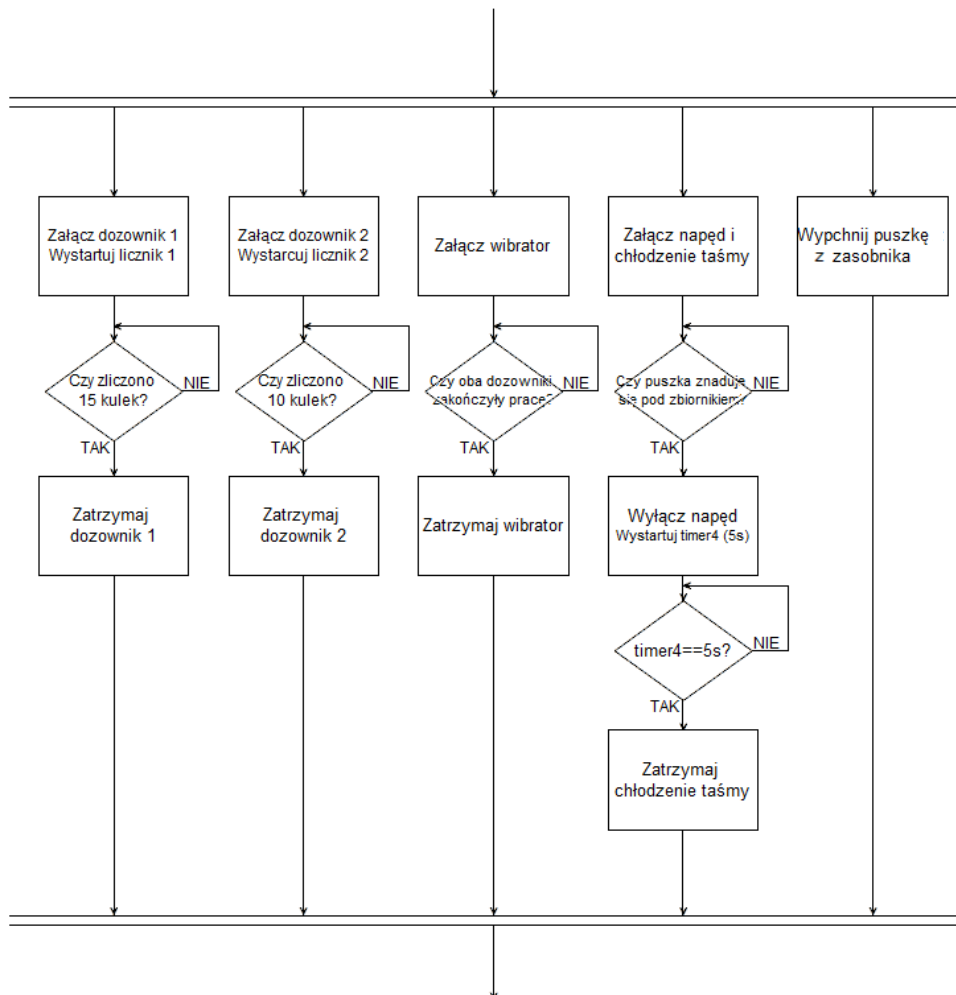 Załącz dozownik 1
Wystartuj licznik 1
Załącz dozownik 2
Wystarcuj licznik 2
Załącz wibrator
Załącz napęd i
chłodzenie taśmy
Wypchnij puszkę
z zasobnika
Czy zliczono
15 kulek?
NIE
TAK
Czy zliczono
10 kulek?
NIE
TAK
Czy oba dozowniki
zakończyły pracę?
NIE
TAK
Czy puszka znaduje
się pod zbiornikiem?
NIE
TAK
Zatrzymaj
dozownik 1
Zatrzymaj
dozownik 2
Zatrzymaj wibrator
Wyłącz napęd
Wystartuj timer4 (5s)
timer4==5s?
NIE
TAK
Zatrzymaj
chłodzenie taśmy